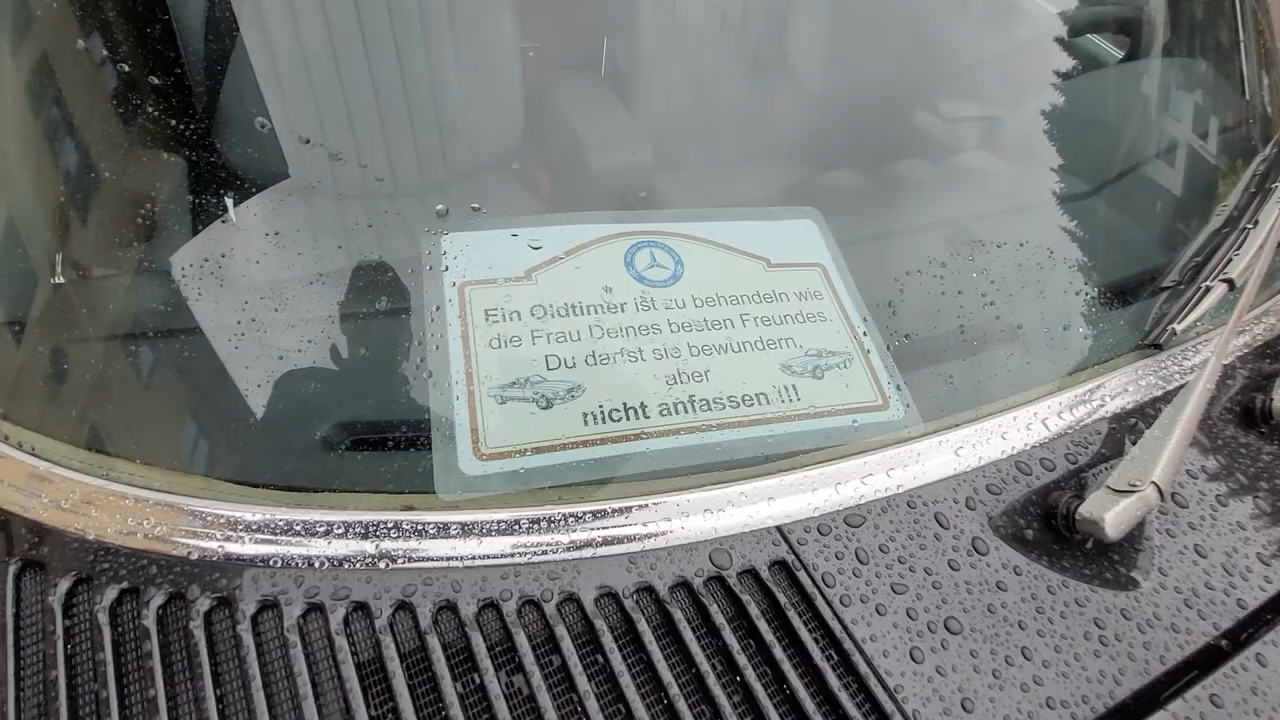 Ein Oldtimer ist zu behandeln wie
die Frau Deines besten Freundes.
Du darfst sie bewundern,
aber
nicht anfassen !!!